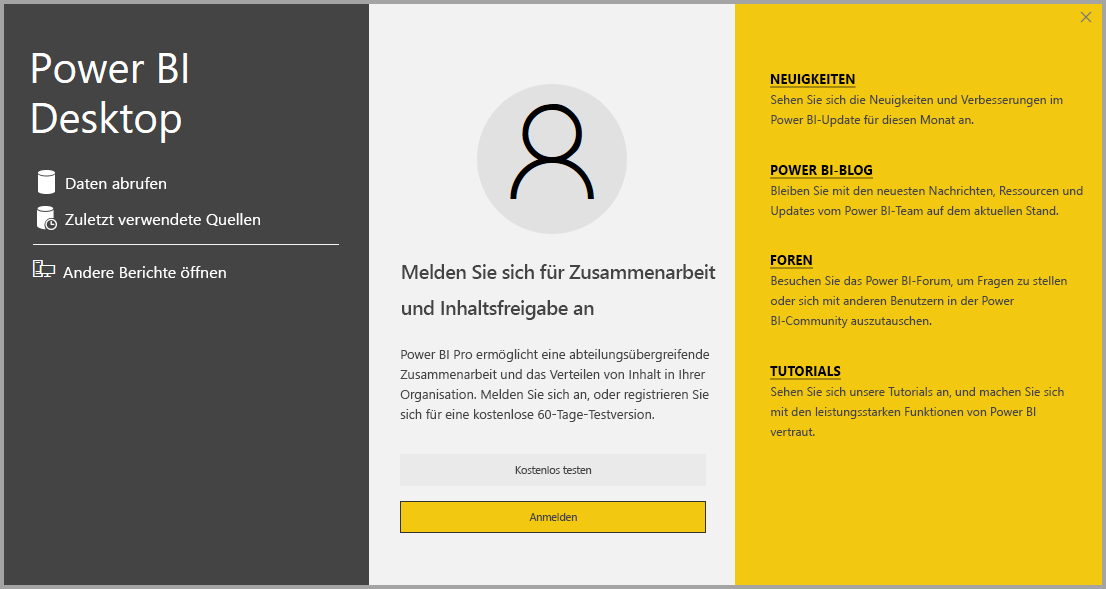 Power BI
Desktop
Daten abrufen
Zuletzt verwendete Quellen
Andere Berichte öffnen
Melden Sie sich für Zusammenarbeit
und Inhaltsfreigabe an
Power BI Pro ermöglicht eine abteilungsübergreifende
Zusammenarbeit und das Verteilen von Inhalt in Ihrer
Organisation. Melden Sie sich an, oder registrieren Sie
sich für eine kostenlose 60-Tage-Testversion.
Kostenlos testen
Anmelden
NEUIGKEITEN
Sehen Sie sich die Neuigkeiten und Verbesserungen im
Power BI-Update für diesen Monat an.
POWER BI-BLOG
Bleiben Sie mit den neuesten Nachrichten, Ressourcen und
Updates vom Power BI-Team auf dem aktuellen Stand.
FOREN
Besuchen Sie das Power BI-Forum, um Fragen zu stellen
oder sich mit anderen Benutzern in der Power
BI-Community auszutauschen.
TUTORIALS
Sehen Sie sich unsere Tutorials an, und machen Sie sich
mit den leistungsstarken Funktionen von Power BI
vertraut.